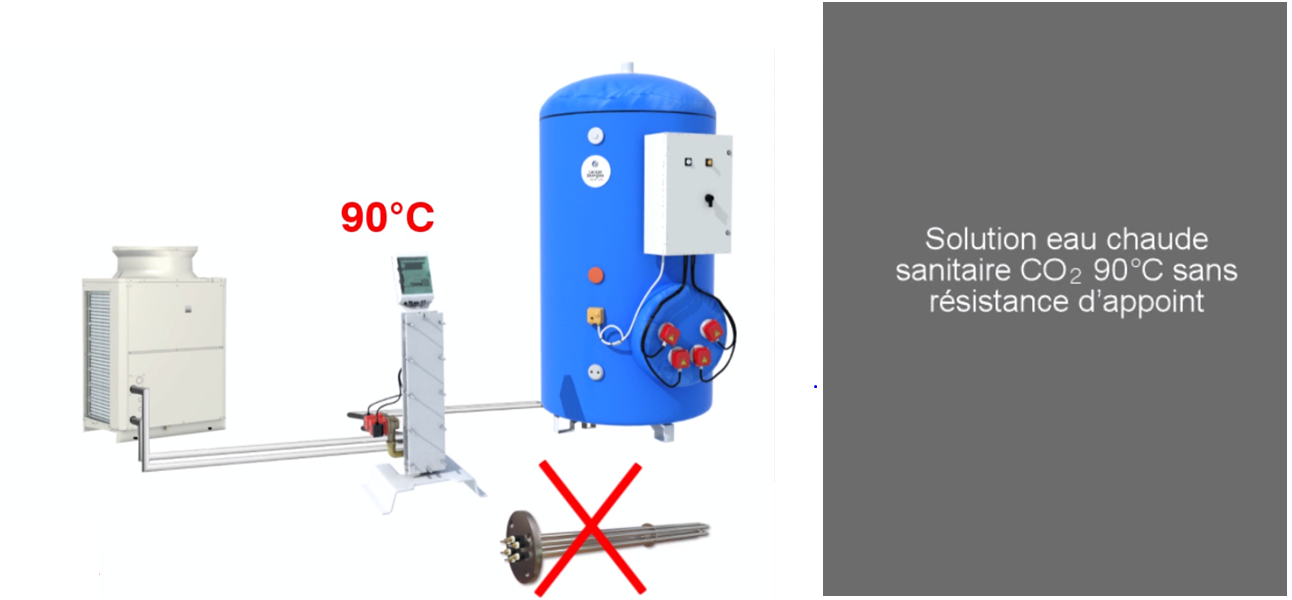 90°C
Solution eau chaude
sanitaire CO₂ 90°C sans
résistance d'appoint